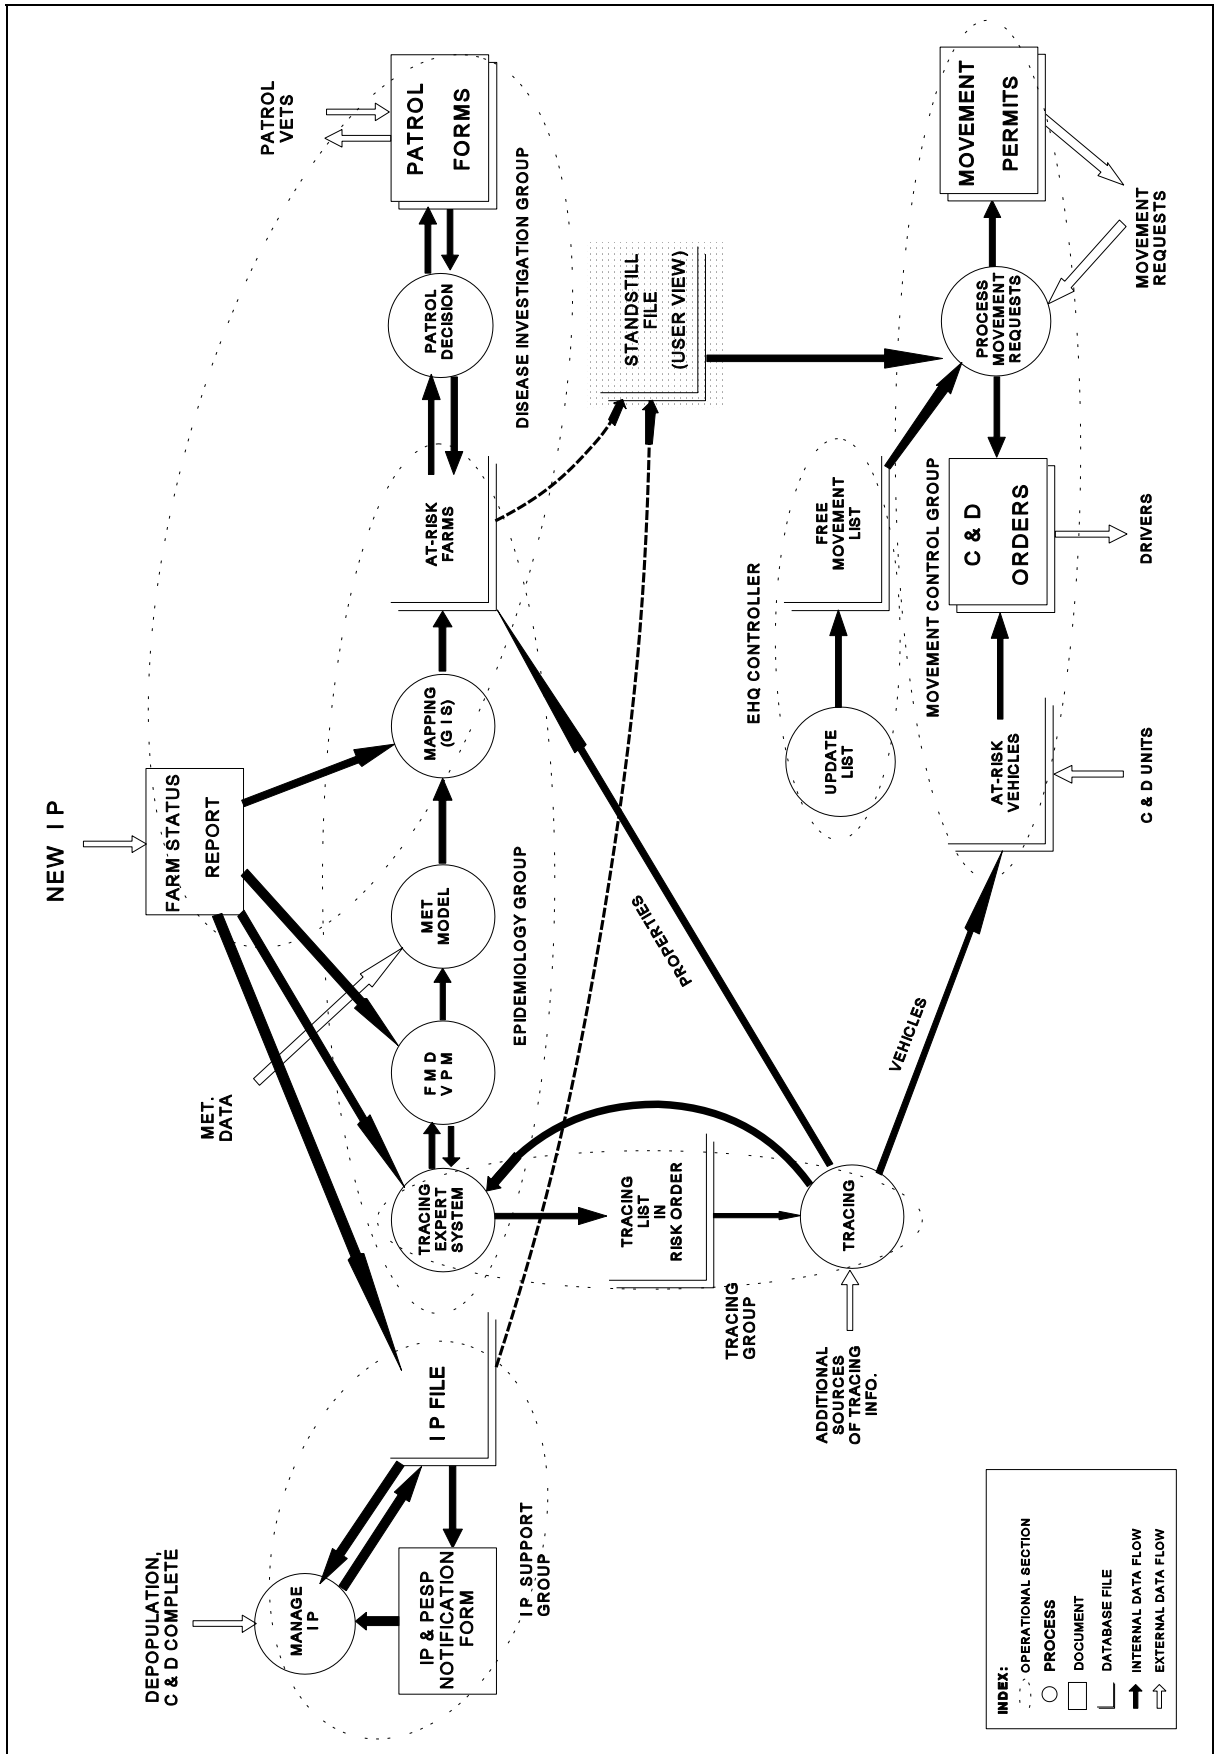 NEW I P
FARM STATUS
REPORT
PATROL
VETS
PATROL
FORMS
PATROL
DECISION
DISEASE INVESTIGATION GROUP
AT-RISK
FARMS
MAPPING
(G I S)
MET
MODEL
F M D
V P M
TRACING
EXPERT
SYSTEM
MET.
DATA
EPIDEMIOLOGY GROUP
DEPOPULATION,
C & D COMPLETE
MANAGE
I P
I P FILE
IP & PESP
NOTIFICATION
FORM
I P SUPPORT
GROUP
TRACING
LIST
IN
RISK ORDER
TRACING
GROUP
TRACING
ADDITIONAL
SOURCES
OF TRACING
INFO.
PROPERTIES
VEHICLES
STANDSTILL
FILE
(USER VIEW)
EHQ CONTROLLER
UPDATE
LIST
FREE
MOVEMENT
LIST
MOVEMENT CONTROL GROUP
AT-RISK
VEHICLES
C & D UNITS
C & D
ORDERS
DRIVERS
PROCESS
MOVEMENT
REQUESTS
MOVEMENT
PERMITS
MOVEMENT
REQUESTS
INDEX:
OPERATIONAL SECTION
PROCESS
DOCUMENT
DATABASE FILE
INTERNAL DATA FLOW
EXTERNAL DATA FLOW